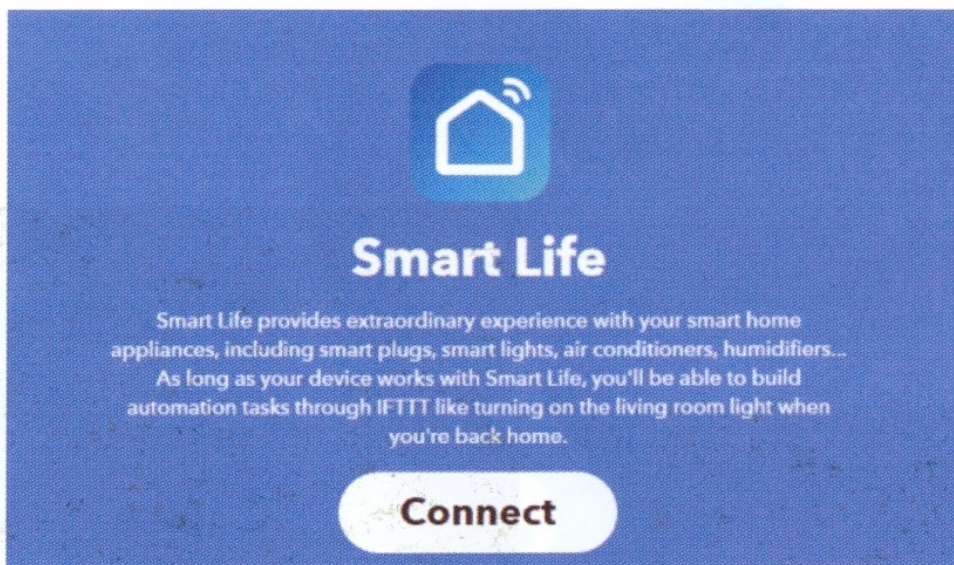 Smart Life
Smart Life provides extraordinary experience with your smart home
appliances, including smart plugs, smart lights, air conditioners, humidifiers...
As long as your device works with Smart Life, you'll be able to build
automation tasks through IFTTT like turning on the living room light when
you're back home.
Connect